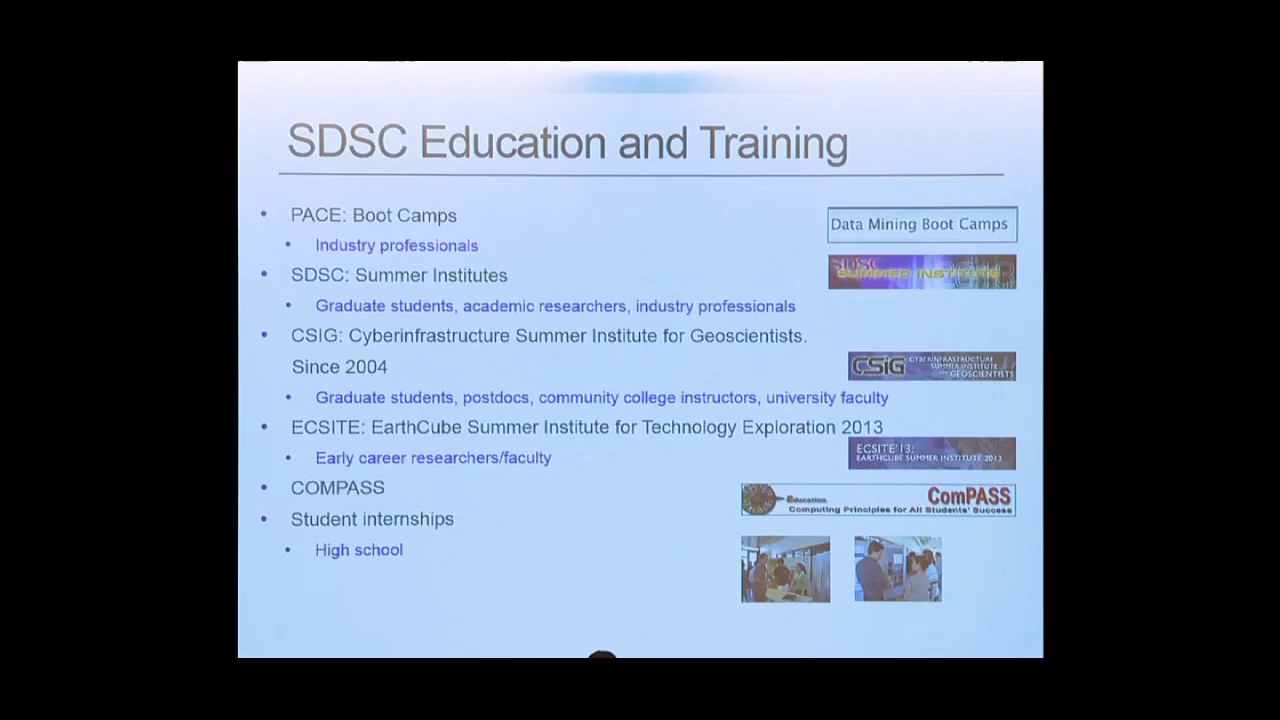 SDSC Education and Training
• PACE: Boot Camps
• Industry professionals
• SDSC: Summer Institutes
• Graduate students, academic researchers, industry professionals
• CSIG: Cyberinfrastructure Summer Institute for Geoscientists.
Since 2004
• Graduate students, postdocs, community college instructors, university faculty
• ECSITE: EarthCube Summer Institute for Technology Exploration 2013
• Early career researchers/faculty
• COMPASS
• Student internships
• High school
Data Mining Boot Camps
SDSC
SUMMER INSTITUTE
CSiG
CYBERINFRASTRUCTURE
SUMMER INSTITUTE
FOR GEOSCIENTISTS
ECSITE'13:
EARTHCUBE SUMMER INSTITUTE 2013
Education
ComPASS
Computing Principles for All Students' Success